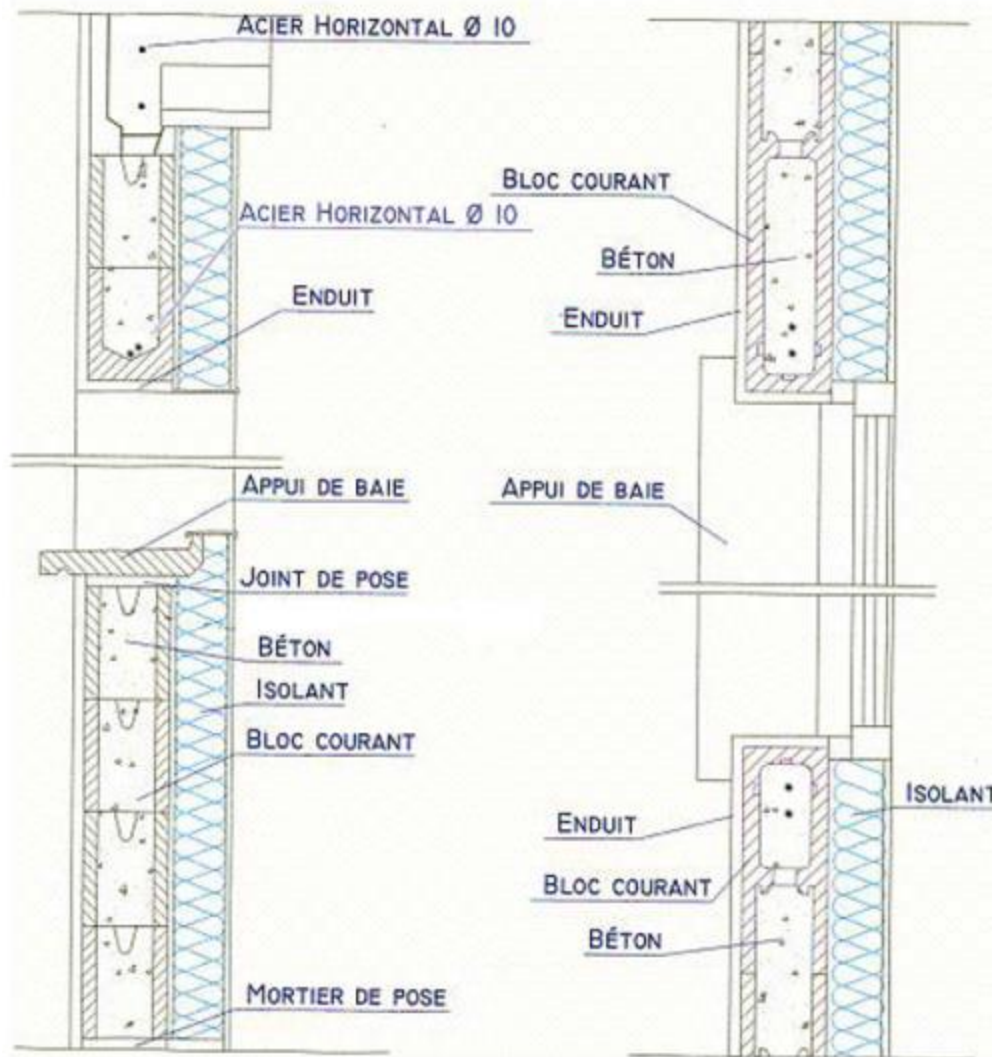 ACIER HORIZONTAL Ø 10
ACIER HORIZONTAL Ø 10
ENDUIT
APPUI DE BAIE
JOINT DE POSE
BÉTON
ISOLANT
BLOC COURANT
MORTIER DE POSE
BLOC COURANT
BÉTON
ENDUIT
APPUI DE BAIE
ISOLANT
ENDUIT
BLOC COURANT
BÉTON